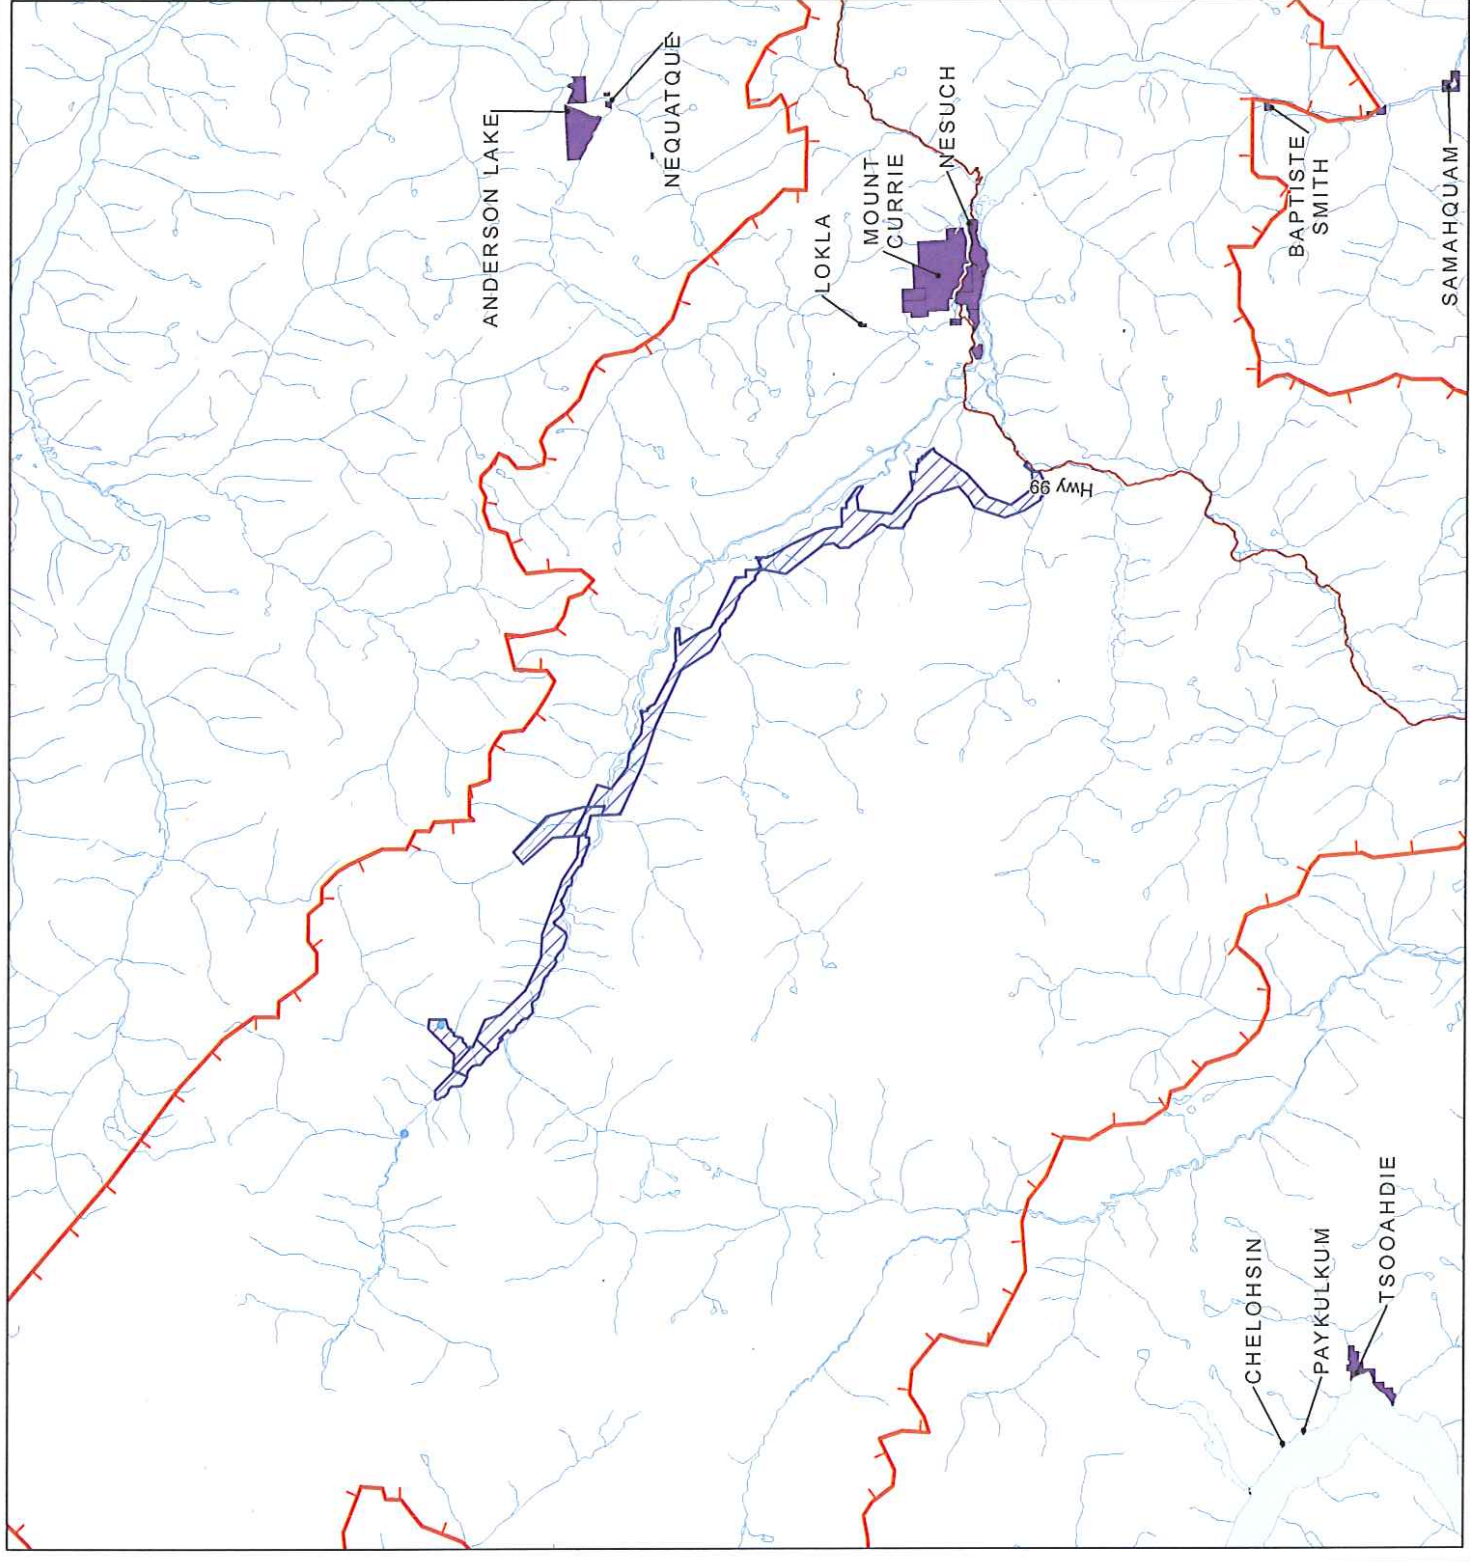 ANDERSON LAKE
NEQUATQUE
LOKLA
MOUNT
CURRIE
NESUCH
Hwy 99
BAPTISTE
SMITH
SAMAHQUAM
CHELOHSIN
PAYKULKUM
TSOOAHDIE